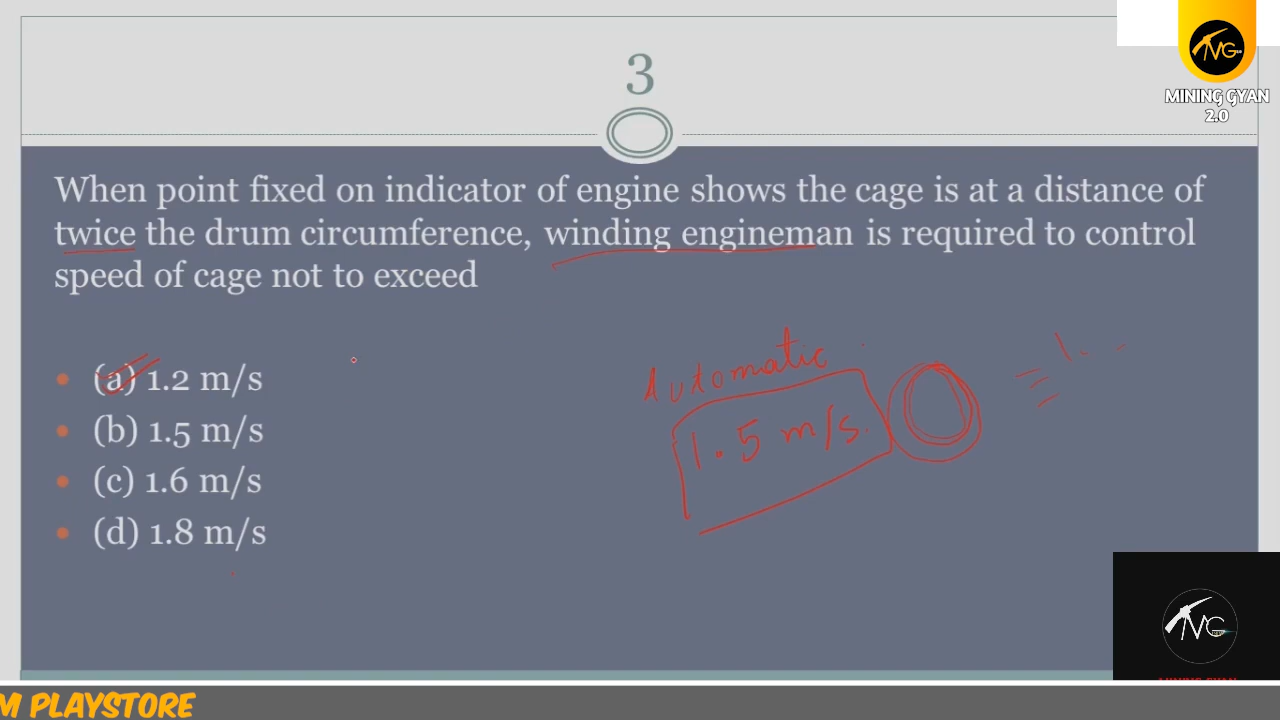 3
MG
MINING GYAN
2.0
When point fixed on indicator of engine shows the cage is at a distance of
twice the drum circumference, winding engineman is required to control
speed of cage not to exceed
(a) 1.2 m/s
(b) 1.5 m/s
(c) 1.6 m/s
(d) 1.8 m/s
Automatic
1.5 m/s.
MG
M PLAYSTORE